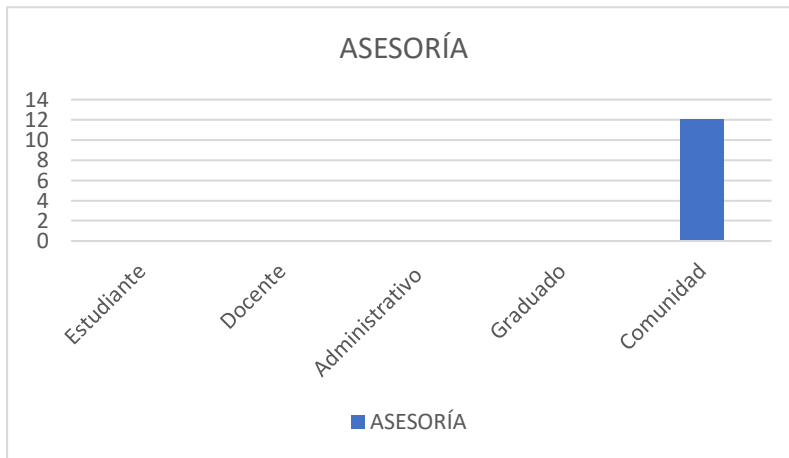 ASESORÍA
14
12
10
8
6
4
2
0
Estudiante
Docente
Administrativo
Graduado
Comunidad
ASESORÍA